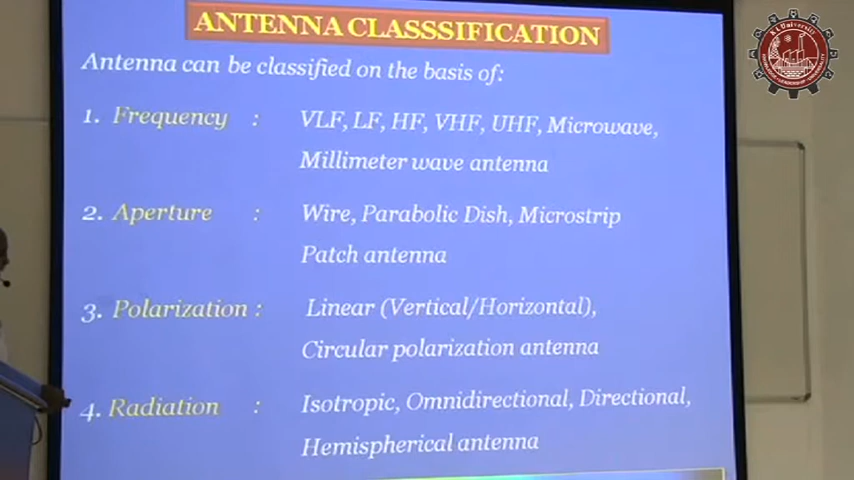 ANTENNA CLASSSIFICATION
Antenna can be classified on the basis of:
1. Frequency : VLF, LF, HF, VHF, UHF, Microwave,
Millimeter wave antenna
2. Aperture : Wire, Parabolic Dish, Microstrip
Patch antenna
3. Polarization : Linear (Vertical/Horizontal),
Circular polarization antenna
4. Radiation : Isotropic, Omnidirectional, Directional,
Hemispherical antenna